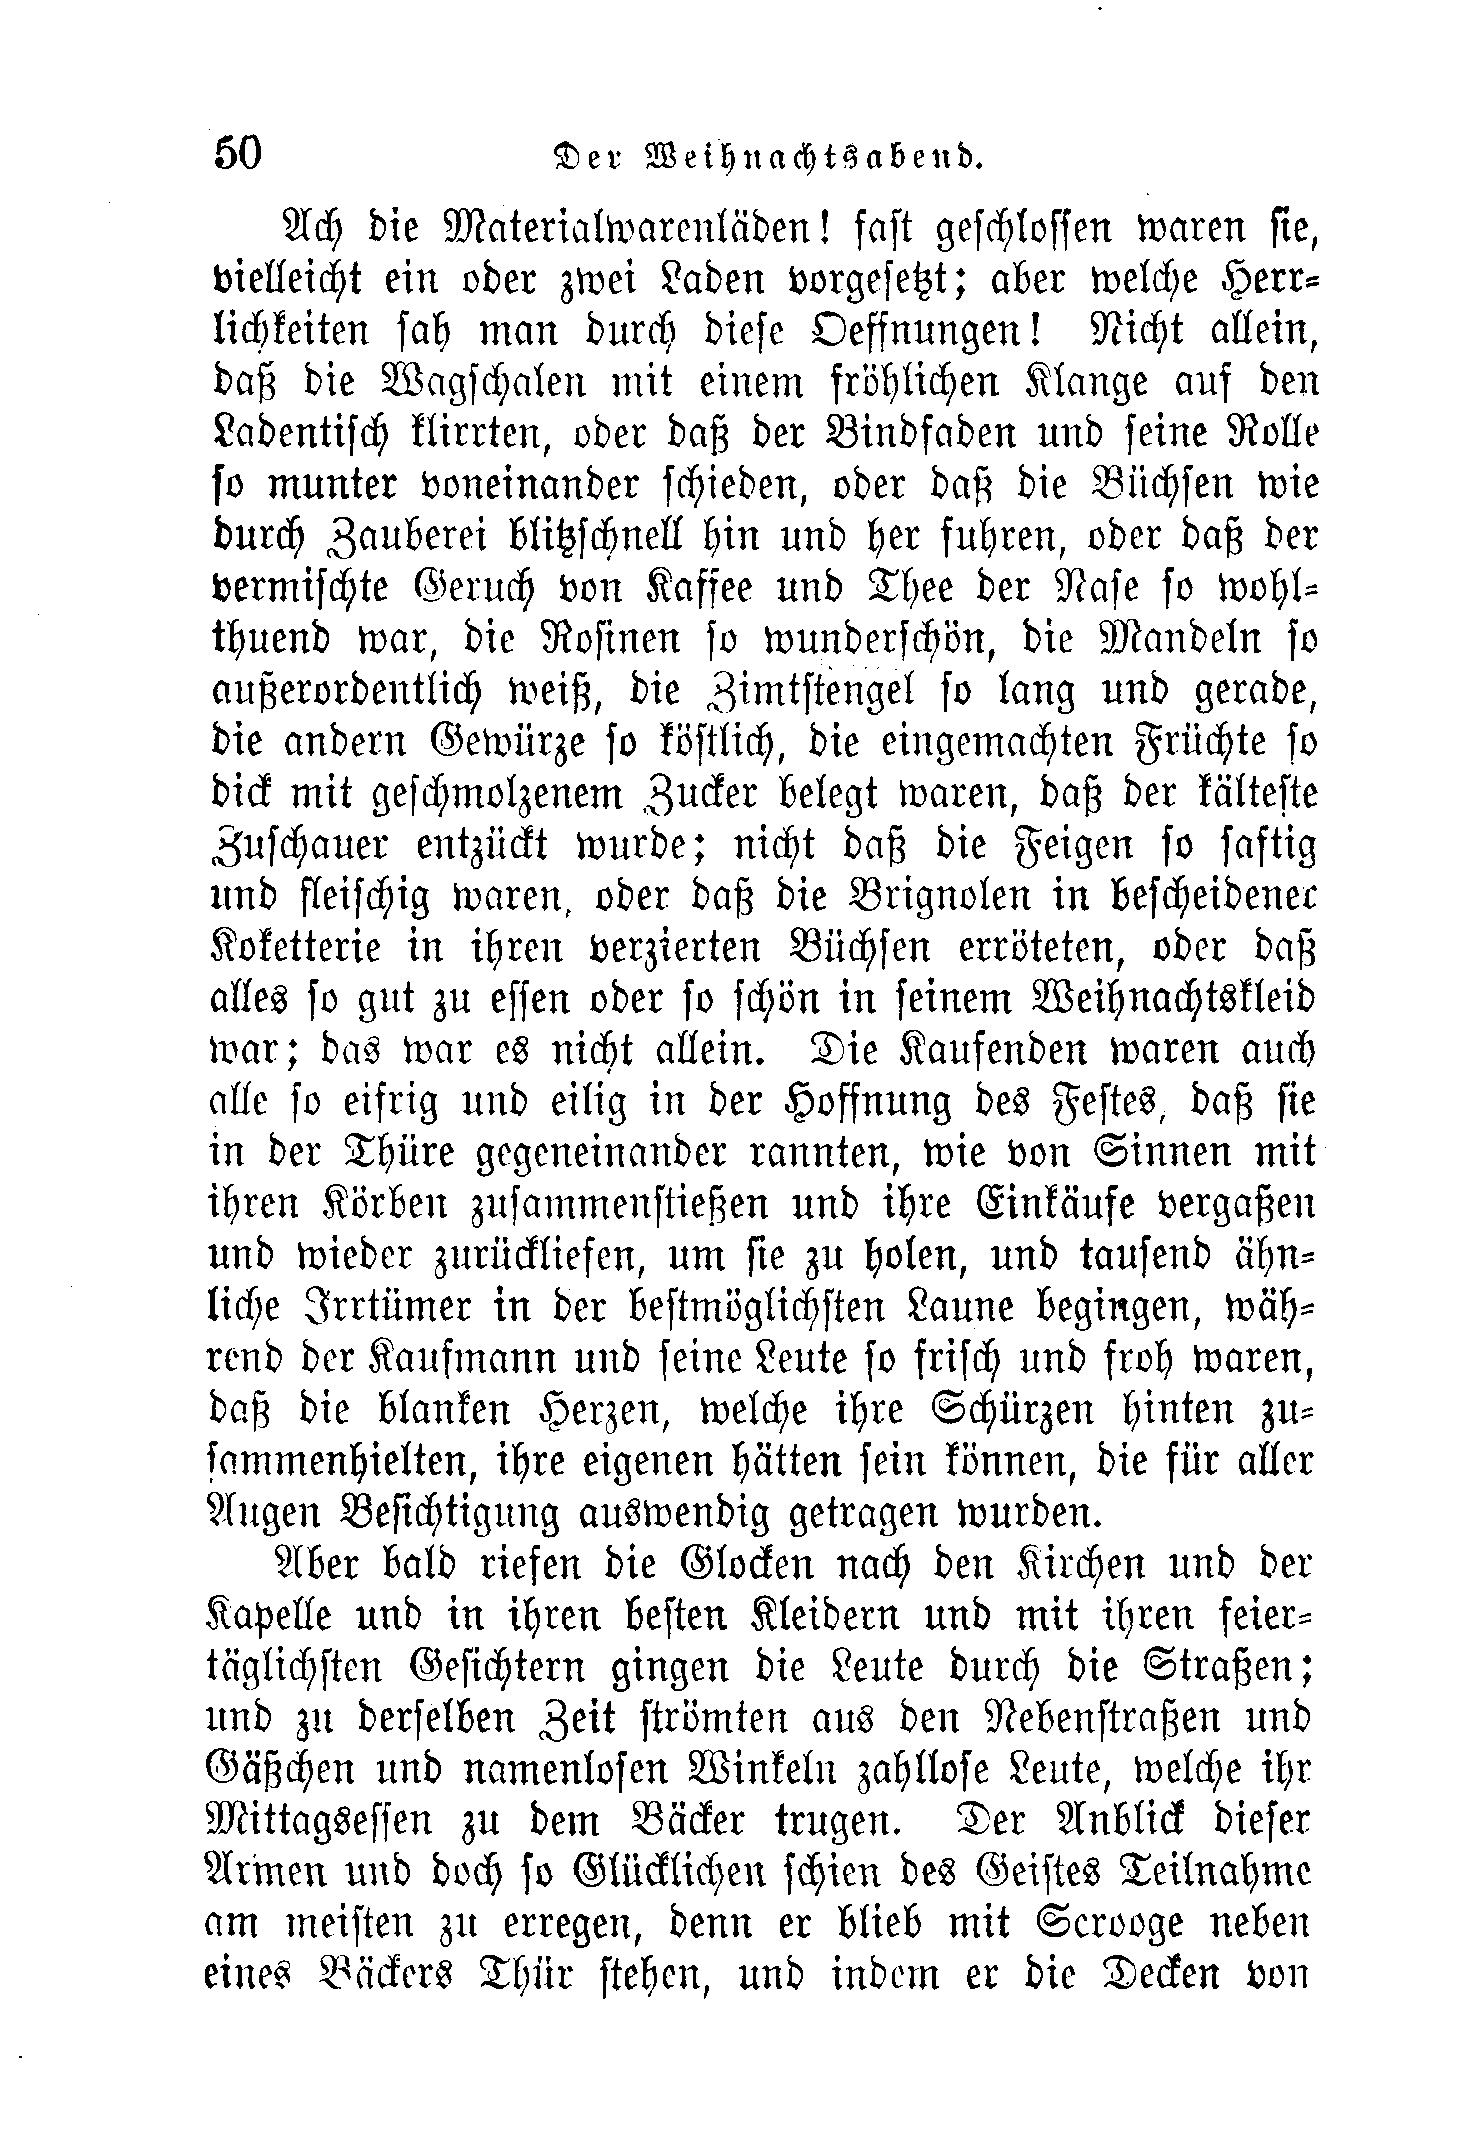 50 Der Weihnachtsabend.
Ach die Materialwarenläden! fast geschlossen waren sie,
vielleicht ein oder zwei Laden vorgesetzt; aber welche Herr-
lichkeiten sah man durch diese Oeffnungen! Nicht allein,
daß die Wagschalen mit einem fröhlichen Klange auf den
Ladentisch klirrten, oder daß der Bindfaden und seine Rolle
so munter voneinander schieden, oder daß die Büchsen wie
durch Zauberei blitzschnell hin und her fuhren, oder daß der
vermischte Geruch von Kaffee und Thee der Nase so wohl-
thuend war, die Rosinen so wunderschön, die Mandeln so
außerordentlich weiß, die Zimtstengel so lang und gerade,
die andern Gewürze so köstlich, die eingemachten Früchte so
dick mit geschmolzenem Zucker belegt waren, daß der kälteste
Zuschauer entzückt wurde; nicht daß die Feigen so saftig
und fleischig waren, oder daß die Brignolen in bescheidener
Koketterie in ihren verzierten Büchsen erröteten, oder daß
alles so gut zu essen oder so schön in seinem Weihnachtskleid
war; das war es nicht allein. Die Kaufenden waren auch
alle so eifrig und eilig in der Hoffnung des Festes, daß sie
in der Thüre gegeneinander rannten, wie von Sinnen mit
ihren Körben zusammenstießen und ihre Einkäufe vergaßen
und wieder zurückliefen, um sie zu holen, und tausend ähn-
liche Irrtümer in der bestmöglichsten Laune begingen, wäh-
rend der Kaufmann und seine Leute so frisch und froh waren,
daß die blanken Herzen, welche ihre Schürzen hinten zu-
sammenhielten, ihre eigenen hätten sein können, die für aller
Augen Besichtigung auswendig getragen wurden.
Aber bald riefen die Glocken nach den Kirchen und der
Kapelle und in ihren besten Kleidern und mit ihren feier-
täglichsten Gesichtern gingen die Leute durch die Straßen;
und zu derselben Zeit strömten aus den Nebenstraßen und
Gäßchen und namenlosen Winkeln zahllose Leute, welche ihr
Mittagsessen zu dem Bäcker trugen. Der Anblick dieser
Armen und doch so Glücklichen schien des Geistes Teilnahme
am meisten zu erregen, denn er blieb mit Scrooge neben
eines Bäckers Thür stehen, und indem er die Decken von